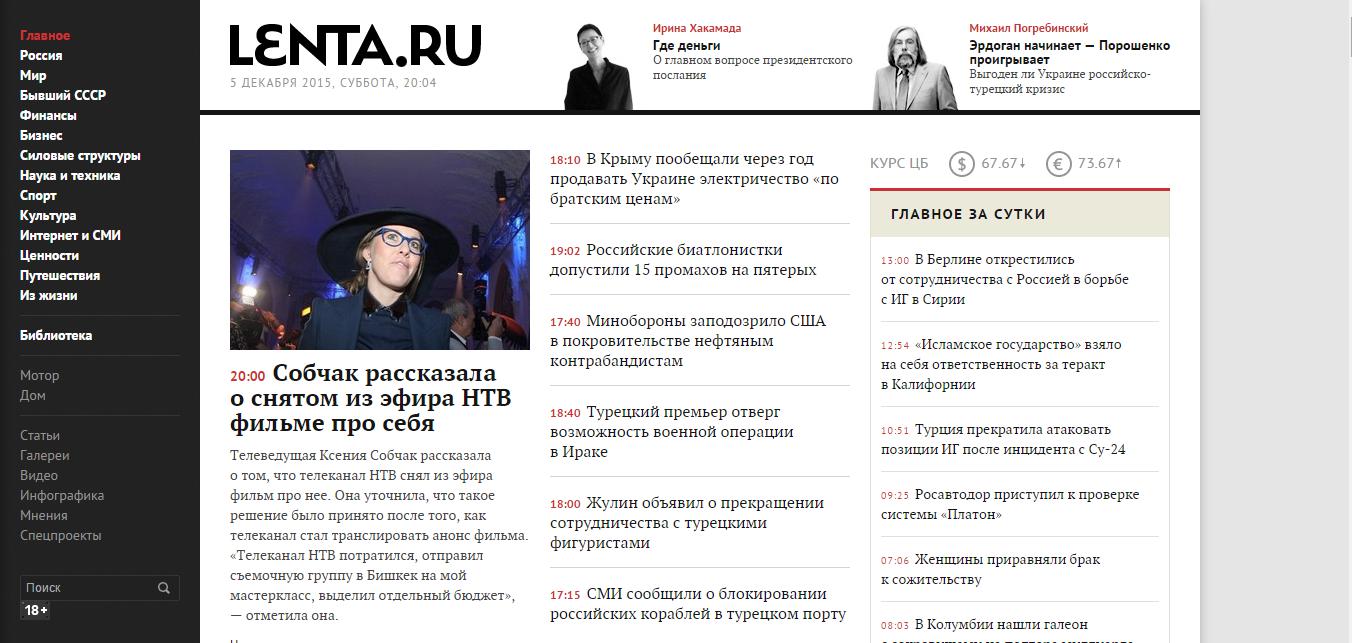 Главное
Россия
Мир
Бывший СССР
Финансы
Бизнес
Силовые структуры
Наука и техника
Спорт
Культура
Интернет и СМИ
Ценности
Путешествия
Из жизни
Библиотека
Мотор
Дом
Статьи
Галереи
Видео
Инфографика
Мнения
Спецпроекты
Поиск
18+
LENTA.RU
5 ДЕКАБРЯ 2015, СУББОТА, 20:04
Ирина Хакамада
Где деньги
О главном вопросе президентского
послания
Михаил Погребинский
Эрдоган начинает — Порошенко
проигрывает
Выгоден ли Украине российско-
турецкий кризис
20:00 Собчак рассказала
о снятом из эфира НТВ
фильме про себя
Телеведущая Ксения Собчак рассказала
о том, что телеканал НТВ снял из эфира
фильм про нее. Она уточнила, что такое
решение было принято после того, как
телеканал стал транслировать анонс фильма.
«Телеканал НТВ потратился, отправил
съемочную группу в Бишкек на мой
мастеркласс, выделил отдельный бюджет»,
— отметила она.
18:10 В Крыму пообещали через год
продавать Украине электричество «по
братским ценам»
19:02 Российские биатлонистки
допустили 15 промахов на пятерых
17:40 Минобороны заподозрило США
в покровительстве нефтяным
контрабандистам
18:40 Турецкий премьер отверг
возможность военной операции
в Ираке
18:00 Жулин объявил о прекращении
сотрудничества с турецкими
фигуристами
17:15 СМИ сообщили о блокировании
российских кораблей в турецком порту
КУРС ЦБ $ 67.67↓ € 73.67↑
ГЛАВНОЕ ЗА СУТКИ
13:00 В Берлине открестились
от сотрудничества с Россией в борьбе
с ИГ в Сирии
12:54 «Исламское государство» взяло
на себя ответственность за теракт
в Калифорнии
10:51 Турция прекратила атаковать
позиции ИГ после инцидента с Су-24
09:25 Росавтодор приступил к проверке
системы «Платон»
07:06 Женщины приравняли брак
к сожительству
08:03 В Колумбии нашли галеон